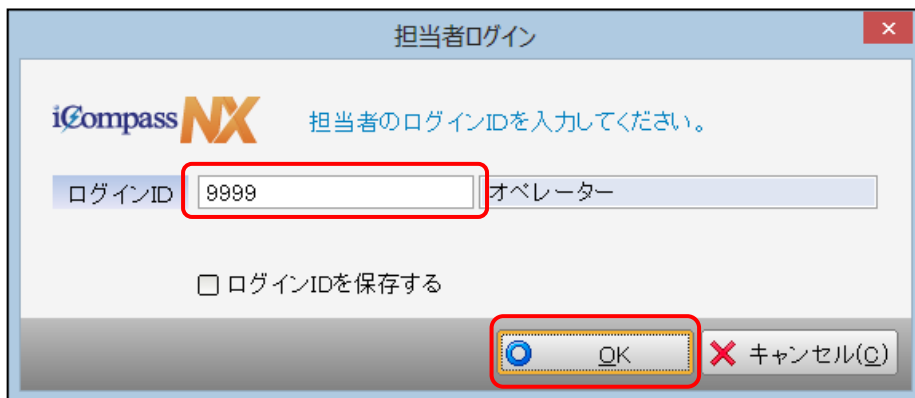 担当者ログイン
iCompass NX
担当者のログインIDを入力してください。
ログインID 9999 オペレーター
ログインIDを保存する
OK キャンセル(C)